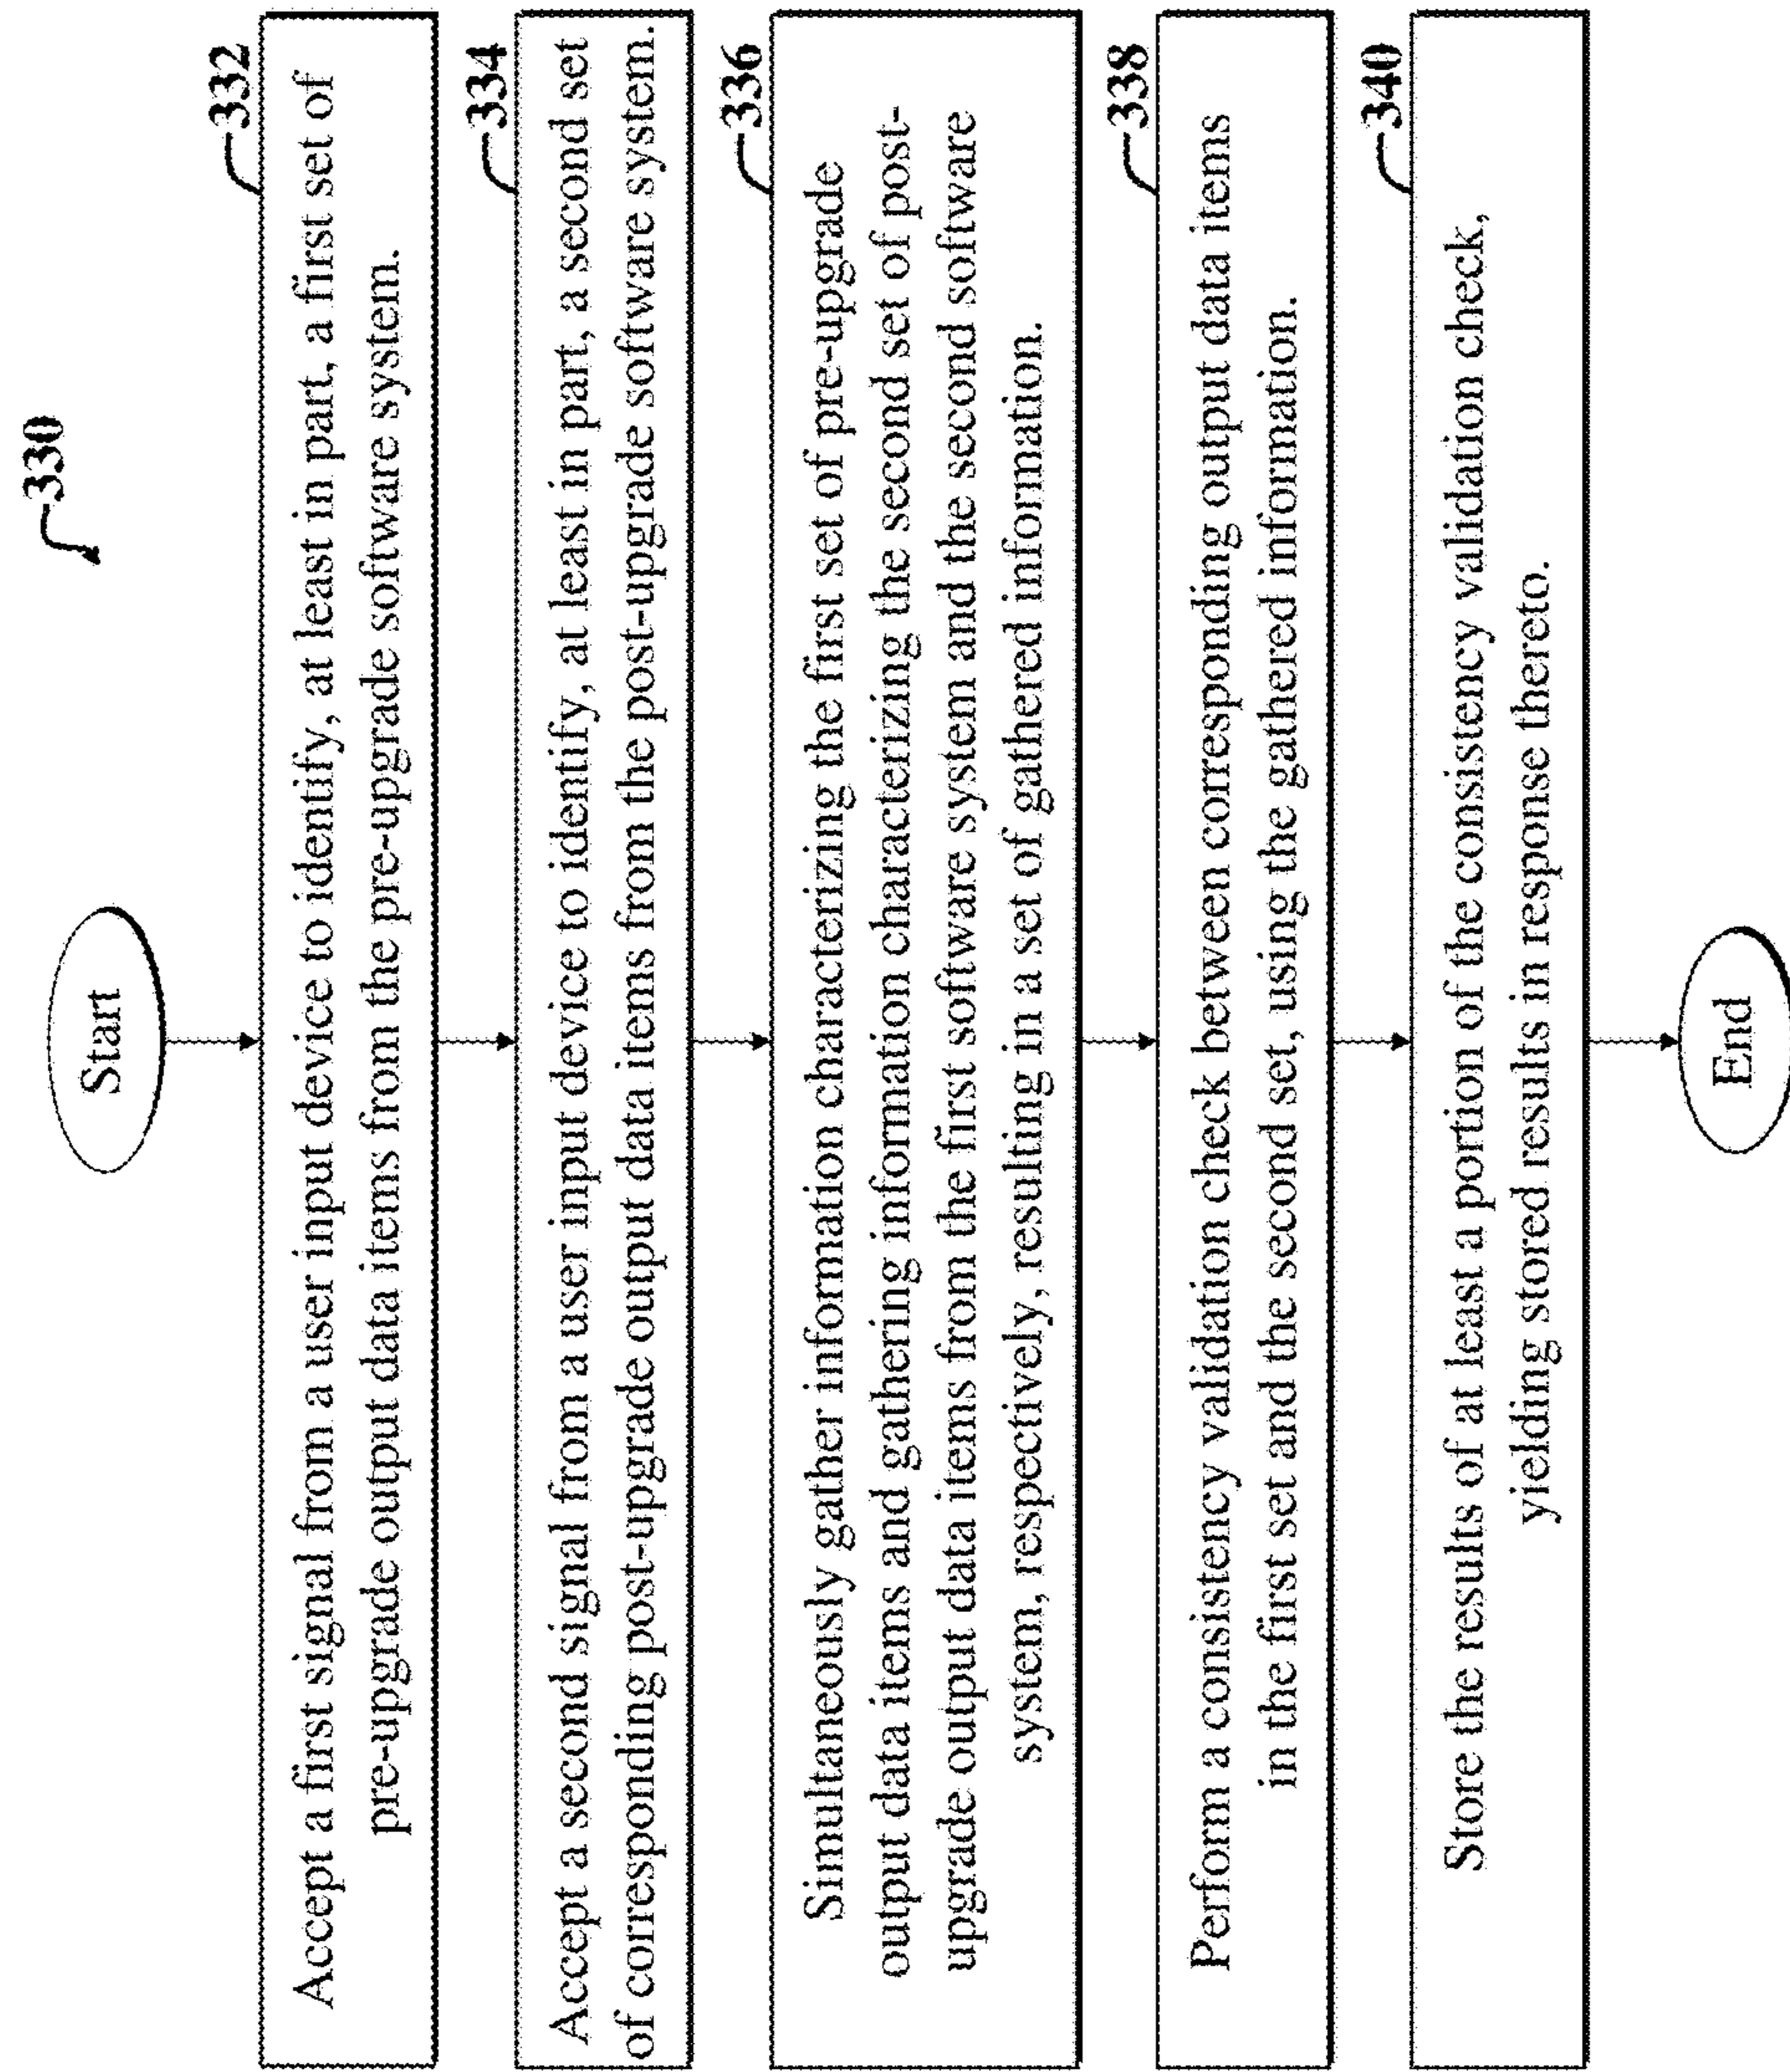 330
Start
332
Accept a first signal from a user input device to identify, at least in part, a first set of
pre-upgrade output data items from the pre-upgrade software system.
334
Accept a second signal from a user input device to identify, at least in part, a second set
of corresponding post-upgrade output data items from the post-upgrade software system.
336
Simultaneously gather information characterizing the first set of pre-upgrade
output data items and gathering information characterizing the second set of post-
upgrade output data items from the first software system and the second software
system, respectively, resulting in a set of gathered information.
338
Perform a consistency validation check between corresponding output data items
in the first set and the second set, using the gathered information.
340
Store the results of at least a portion of the consistency validation check,
yielding stored results in response thereto.
End